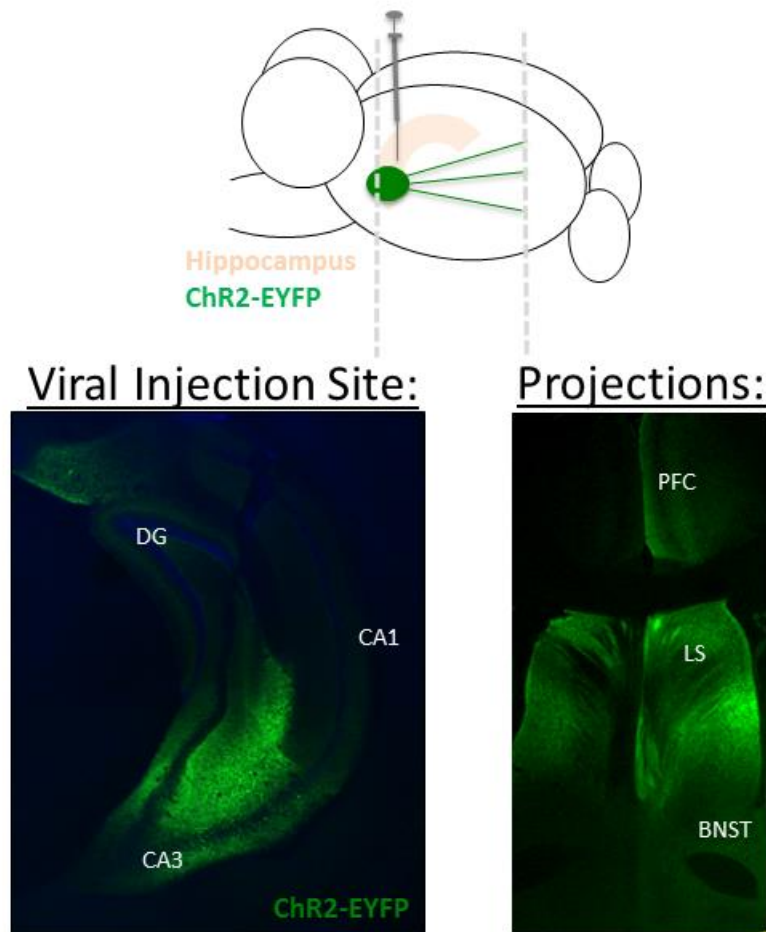 Hippocampus
ChR2-EYFP
Viral Injection Site:
Projections:
DG
CA1
CA3
ChR2-EYFP
PFC
LS
BNST